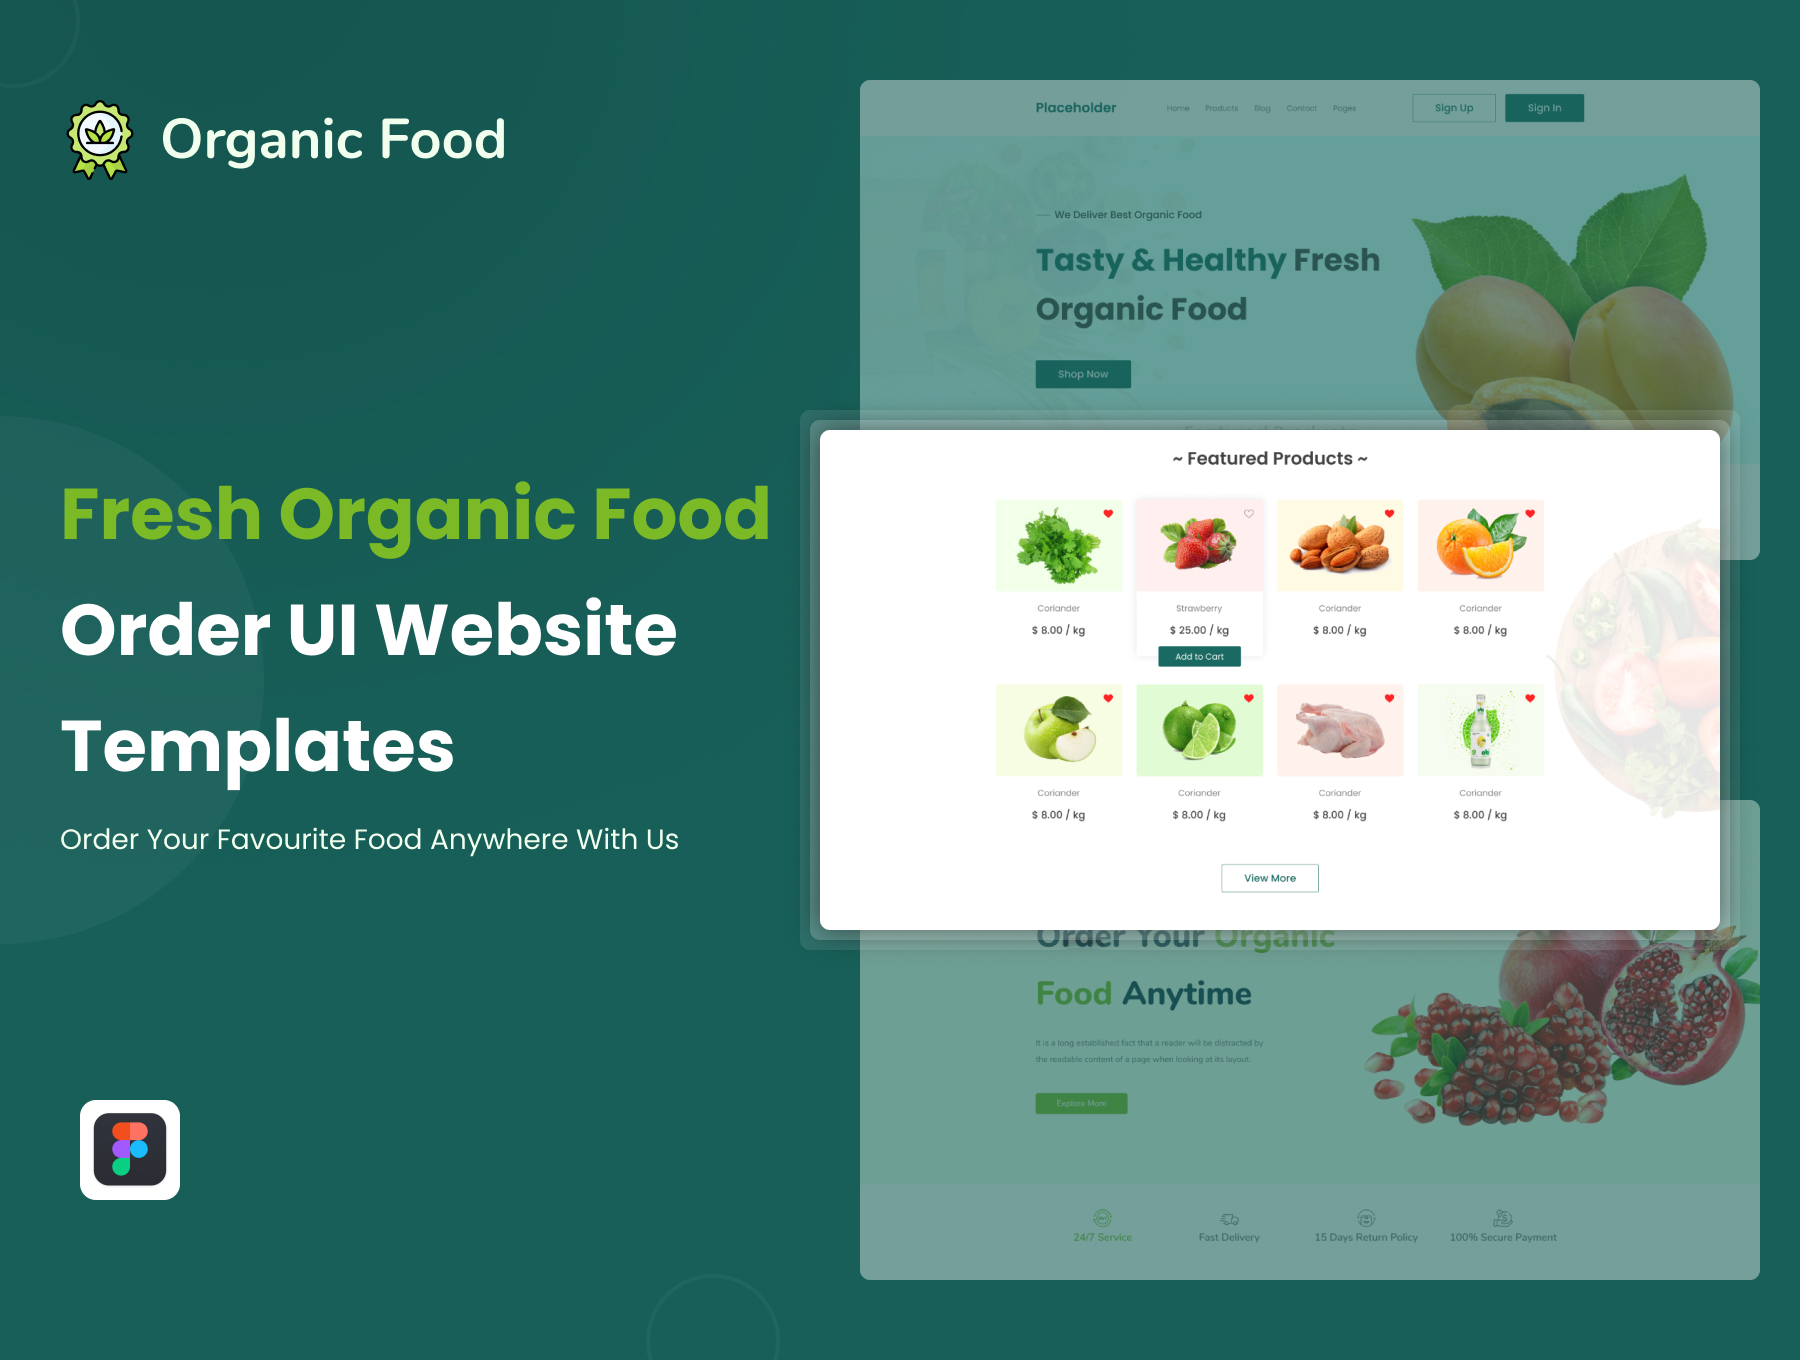 Organic Food
Fresh Organic Food
Order UI Website
Templates
Order Your Favourite Food Anywhere With Us
Placeholder
Home Products Blog Contact Pages
Sign Up
Sign In
We Deliver Best Organic Food
Tasty & Healthy Fresh
Organic Food
Shop Now
~ Featured Products ~
Coriander
$ 8.00 / kg
Strawberry
$ 25.00 / kg
Add to Cart
Coriander
$ 8.00 / kg
Coriander
$ 8.00 / kg
Coriander
$ 8.00 / kg
Coriander
$ 8.00 / kg
Coriander
$ 8.00 / kg
Coriander
$ 8.00 / kg
View More
Order Your Organic
Food Anytime
It is a long established fact that a reader will be distracted by
the readable content of a page when looking at its layout.
Explore More
24/7 Service
Fast Delivery
15 Days Return Policy
100% Secure Payment